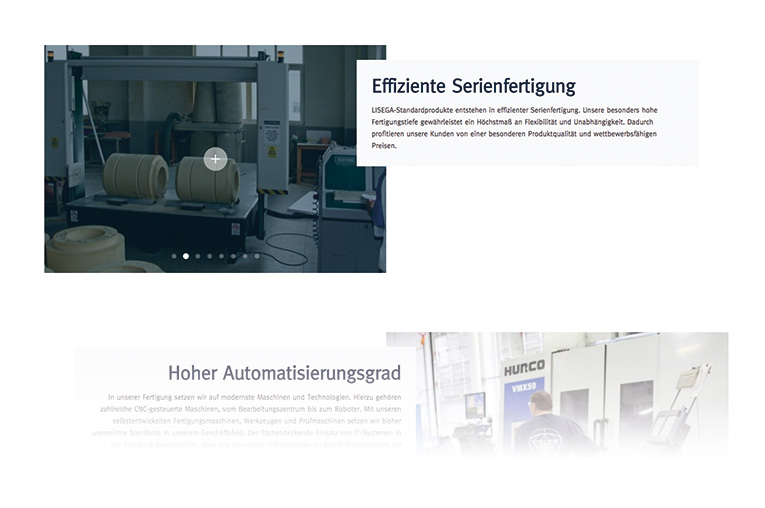 Effiziente Serienfertigung
LISEGA-Standardprodukte entstehen in effizienter Serienfertigung. Unsere besonders hohe
Fertigungstiefe gewährleistet ein Höchstmaß an Flexibilität und Unabhängigkeit. Dadurch
profitieren unsere Kunden von einer besonderen Produktqualität und wettbewerbsfähigen
Preisen.
Hoher Automatisierungsgrad
In unserer Fertigung setzen wir auf modernste Maschinen und Technologien. Hierzu gehören
zahlreiche CNC-gesteuerte Maschinen, vom Bearbeitungszentrum bis zum Roboter. Mit unseren
selbstentwickelten Fertigungsmaschinen, Werkzeugen und Prüfmaschinen setzen wir bisher
unerreichte Standards in unserem Geschäftsfeld. Der flächendeckende Einsatz von IT-Systemen in
HURCO
VMX50